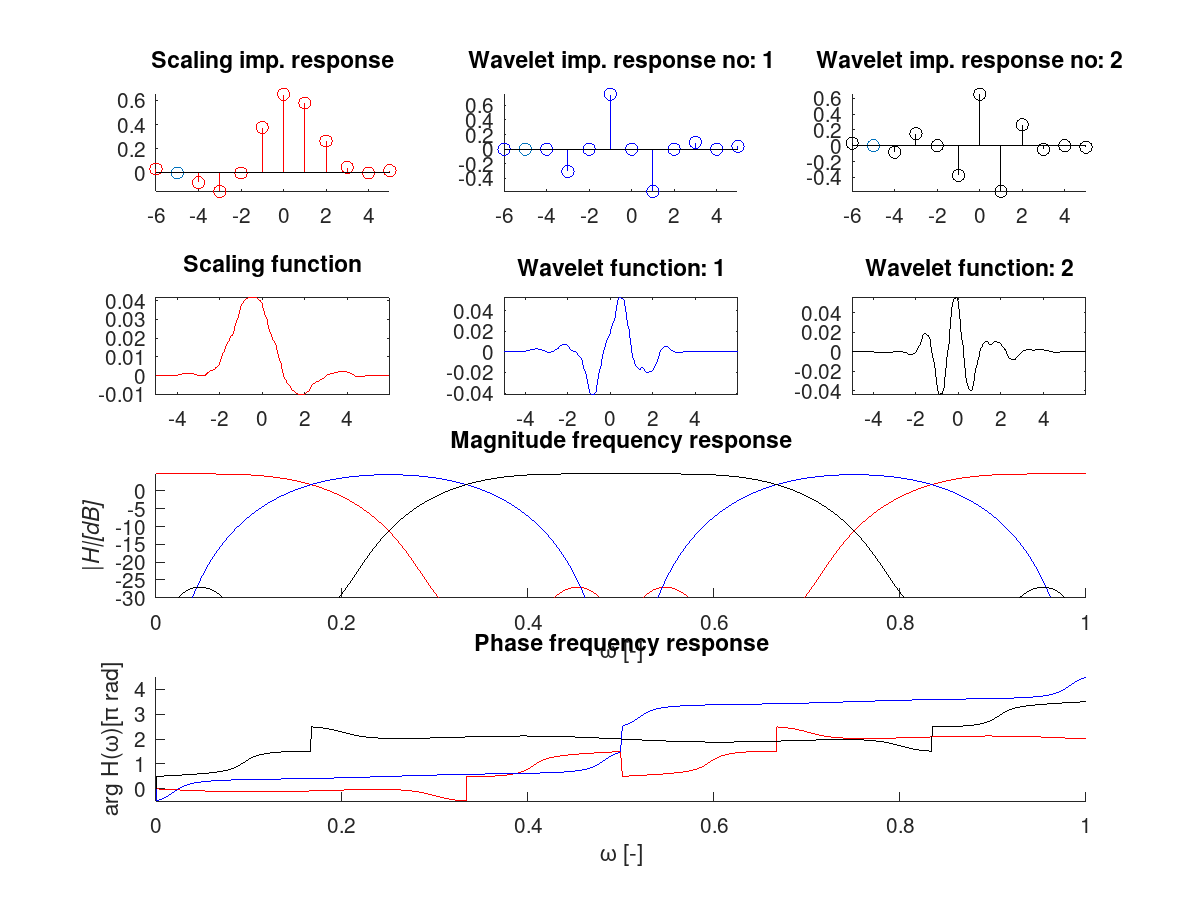 Scaling imp. response
Wavelet imp. response no: 1
Wavelet imp. response no: 2
0.6
0.4
0.2
0
-6 -4 -2 0 2 4
0.6
0.4
0.2
0
-0.2
-0.4
-6 -4 -2 0 2 4
0.6
0.4
0.2
0
-0.2
-0.4
-6 -4 -2 0 2 4
Scaling function
Wavelet function: 1
Wavelet function: 2
0.04
0.03
0.02
0.01
0
-0.01
-4 -2 0 2 4
0.04
0.02
0
-0.02
-0.04
-4 -2 0 2 4
0.04
0.02
0
-0.02
-0.04
-4 -2 0 2 4
Magnitude frequency response
|H|[dB]
0
-5
-10
-15
-20
-25
-30
0 0.2 0.4 0.6 0.8 1
ω [-]
Phase frequency response
arg H(ω)[π rad]
4
3
2
1
0
0 0.2 0.4 0.6 0.8 1
ω [-]